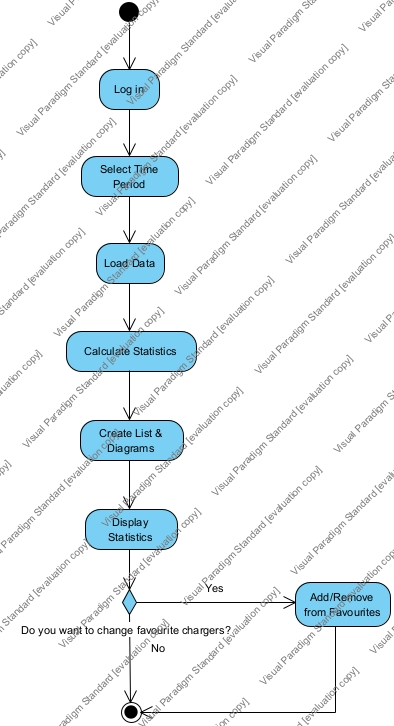 Log in
Select Time
Period
Load Data
Calculate Statistics
Create List &
Diagrams
Display
Statistics
Yes
Add/Remove
from Favourites
Do you want to change favourite chargers?
No
Visual Paradigm Standard [evaluation copy]